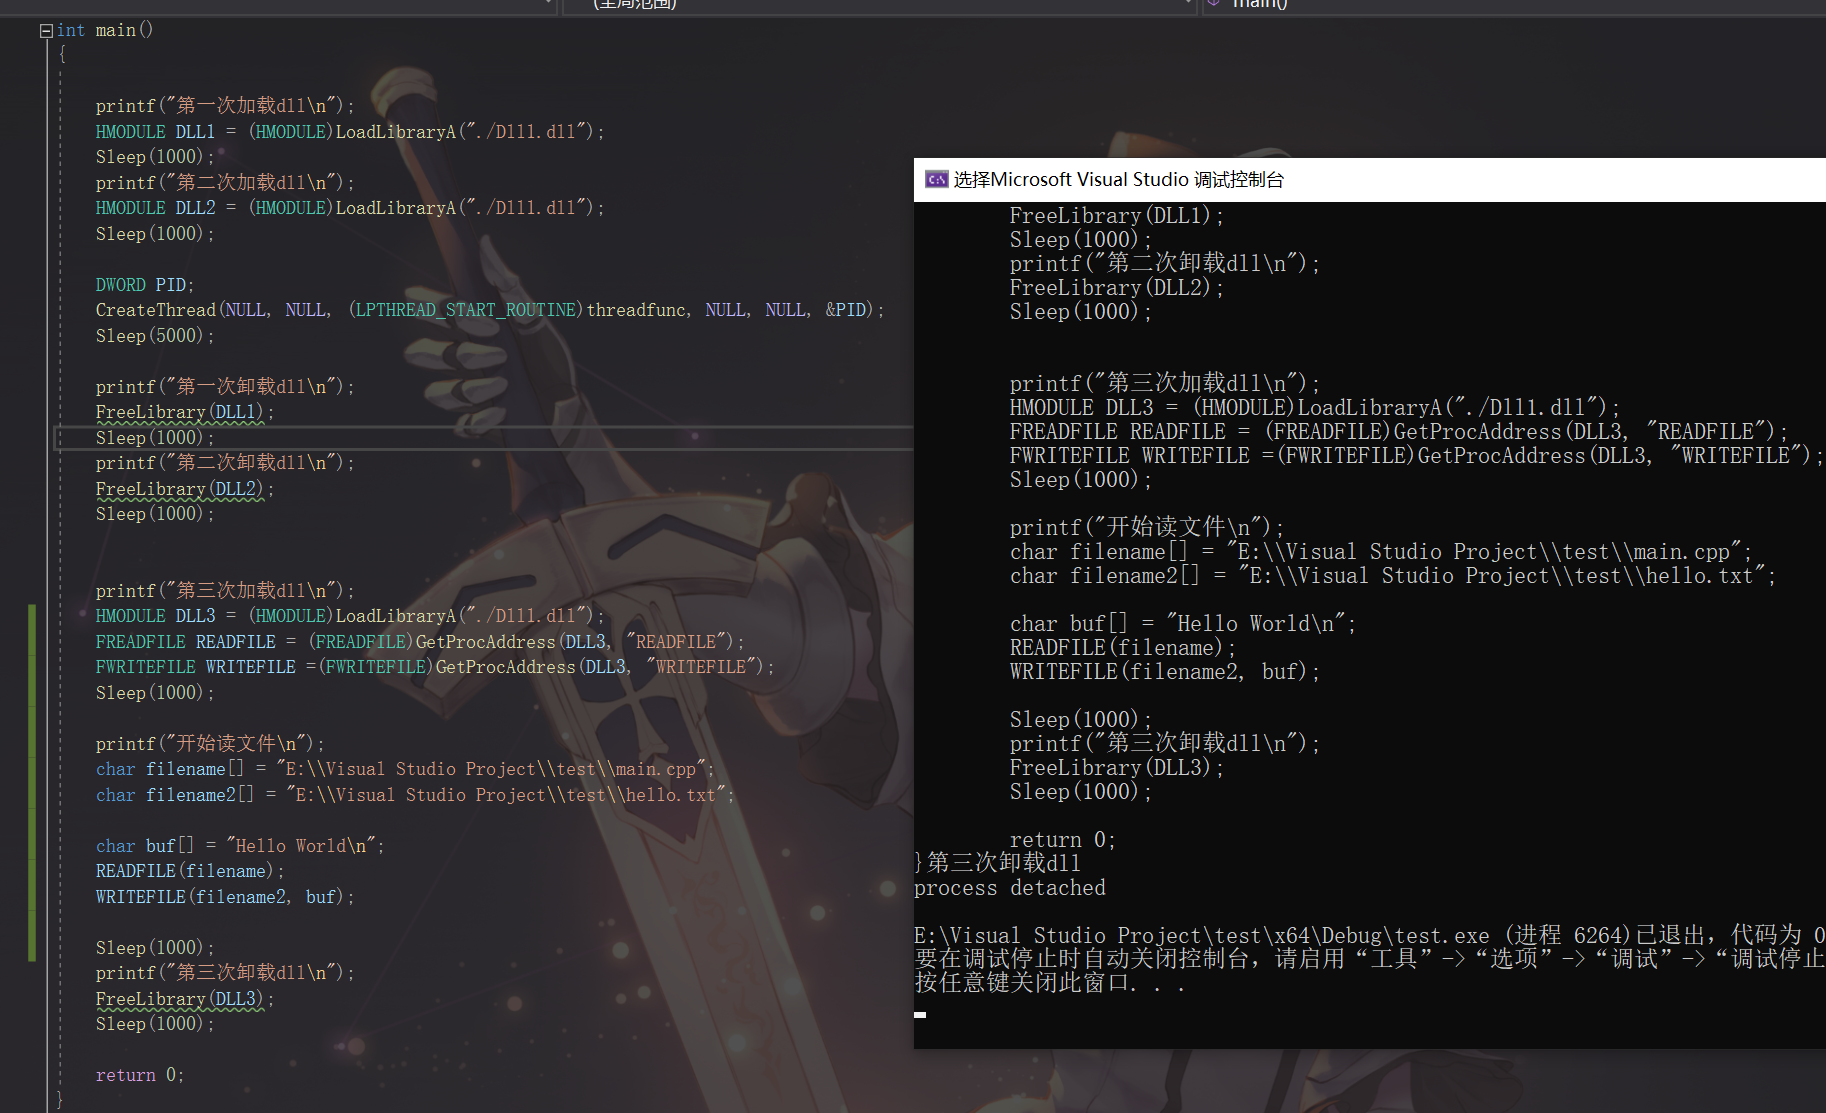 (全局范围)
main()
int main()
{
printf("第一次加载dll\n");
HMODULE DLL1 = (HMODULE)LoadLibraryA("./Dll1.dll");
Sleep(1000);
printf("第二次加载dll\n");
HMODULE DLL2 = (HMODULE)LoadLibraryA("./Dll1.dll");
Sleep(1000);
DWORD PID;
CreateThread(NULL, NULL, (LPTHREAD_START_ROUTINE)threadfunc, NULL, NULL, &PID);
Sleep(5000);
printf("第一次卸载dll\n");
FreeLibrary(DLL1);
Sleep(1000);
printf("第二次卸载dll\n");
FreeLibrary(DLL2);
Sleep(1000);
printf("第三次加载dll\n");
HMODULE DLL3 = (HMODULE)LoadLibraryA("./Dll1.dll");
FREADFILE READFILE = (FREADFILE)GetProcAddress(DLL3, "READFILE");
FWRITEFILE WRITEFILE =(FWRITEFILE)GetProcAddress(DLL3, "WRITEFILE");
Sleep(1000);
printf("开始读文件\n");
char filename[] = "E:\\Visual Studio Project\\test\\main.cpp";
char filename2[] = "E:\\Visual Studio Project\\test\\hello.txt";
char buf[] = "Hello World\n";
READFILE(filename);
WRITEFILE(filename2, buf);
Sleep(1000);
printf("第三次卸载dll\n");
FreeLibrary(DLL3);
Sleep(1000);
return 0;
}
选择Microsoft Visual Studio 调试控制台
FreeLibrary(DLL1);
Sleep(1000);
printf("第二次卸载dll\n");
FreeLibrary(DLL2);
Sleep(1000);
printf("第三次加载dll\n");
HMODULE DLL3 = (HMODULE)LoadLibraryA("./Dll1.dll");
FREADFILE READFILE = (FREADFILE)GetProcAddress(DLL3, "READFILE");
FWRITEFILE WRITEFILE =(FWRITEFILE)GetProcAddress(DLL3, "WRITEFILE");
Sleep(1000);
printf("开始读文件\n");
char filename[] = "E:\\Visual Studio Project\\test\\main.cpp";
char filename2[] = "E:\\Visual Studio Project\\test\\hello.txt";
char buf[] = "Hello World\n";
READFILE(filename);
WRITEFILE(filename2, buf);
Sleep(1000);
printf("第三次卸载dll\n");
FreeLibrary(DLL3);
Sleep(1000);
return 0;
}第三次卸载dll
process detached
E:\Visual Studio Project\test\x64\Debug\test.exe (进程 6264)已退出，代码为 0
要在调试停止时自动关闭控制台，请启用“工具”->“选项”->“调试”->“调试停止
按任意键关闭此窗口. . .